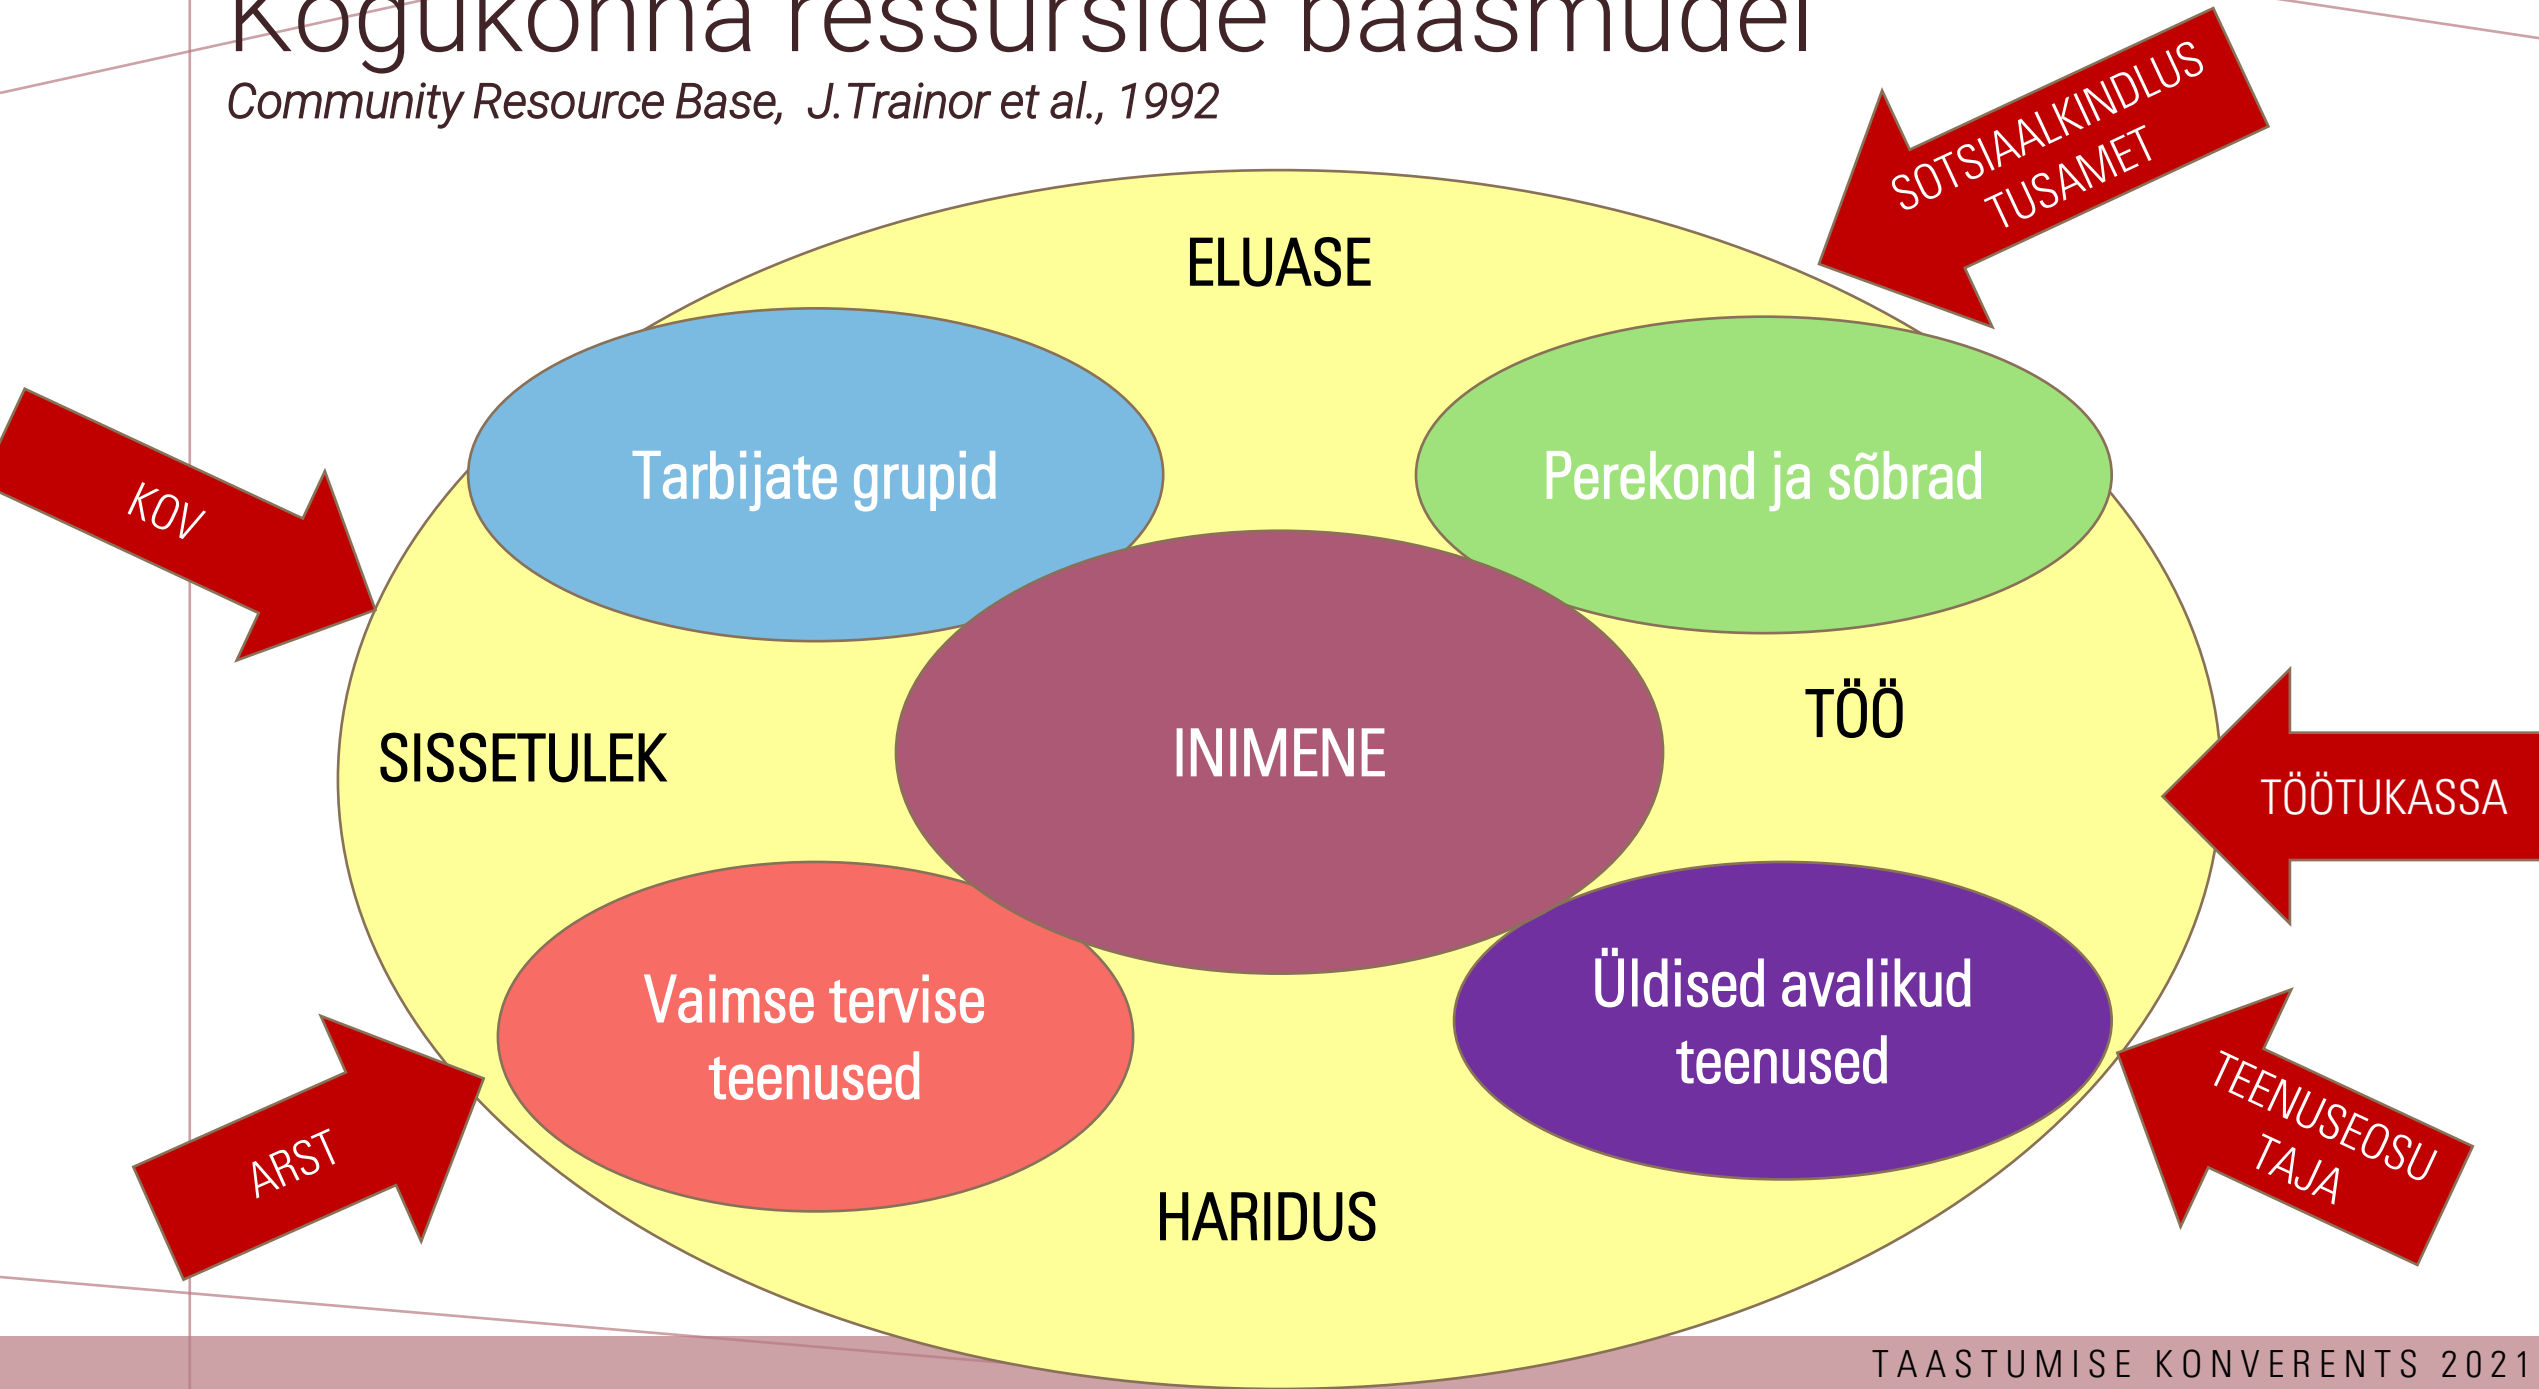 Kogukonna ressursside baasmudel
Community Resource Base, J.Trainor et al., 1992
SOTSIAALKINDLUS
TUSAMET
ELUASE
Tarbijate grupid
Perekond ja sõbrad
KOV
SISSETULEK
INIMENE
TÖÖ
TÖÖTUKASSA
Vaimse tervise
teenused
Üldised avalikud
teenused
ARST
TEENUSEOSU
TAJA
HARIDUS
TAASTUMISE KONVERENTS 2021